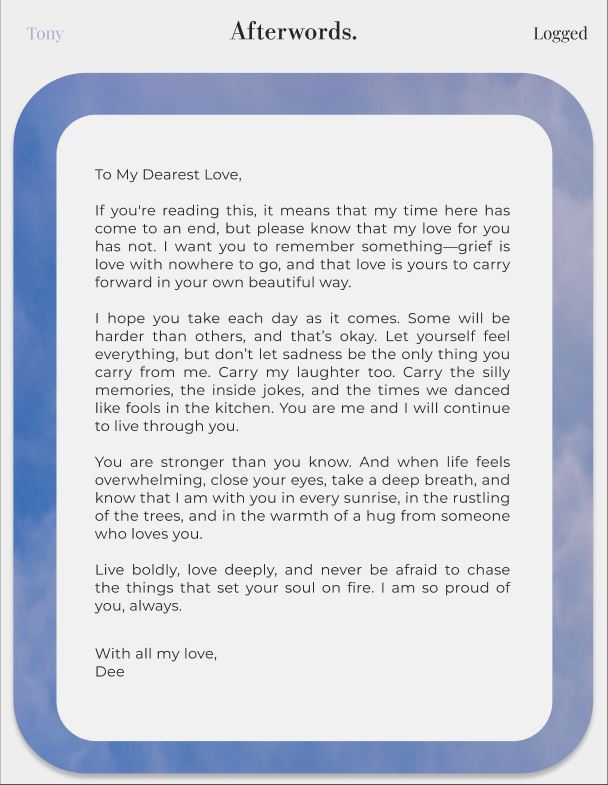 Tony
Afterwords.
Logged
To My Dearest Love,
If you're reading this, it means that my time here has
come to an end, but please know that my love for you
has not. I want you to remember something—grief is
love with nowhere to go, and that love is yours to carry
forward in your own beautiful way.
I hope you take each day as it comes. Some will be
harder than others, and that’s okay. Let yourself feel
everything, but don’t let sadness be the only thing you
carry from me. Carry my laughter too. Carry the silly
memories, the inside jokes, and the times we danced
like fools in the kitchen. You are me and I will continue
to live through you.
You are stronger than you know. And when life feels
overwhelming, close your eyes, take a deep breath, and
know that I am with you in every sunrise, in the rustling
of the trees, and in the warmth of a hug from someone
who loves you.
Live boldly, love deeply, and never be afraid to chase
the things that set your soul on fire. I am so proud of
you, always.
With all my love,
Dee